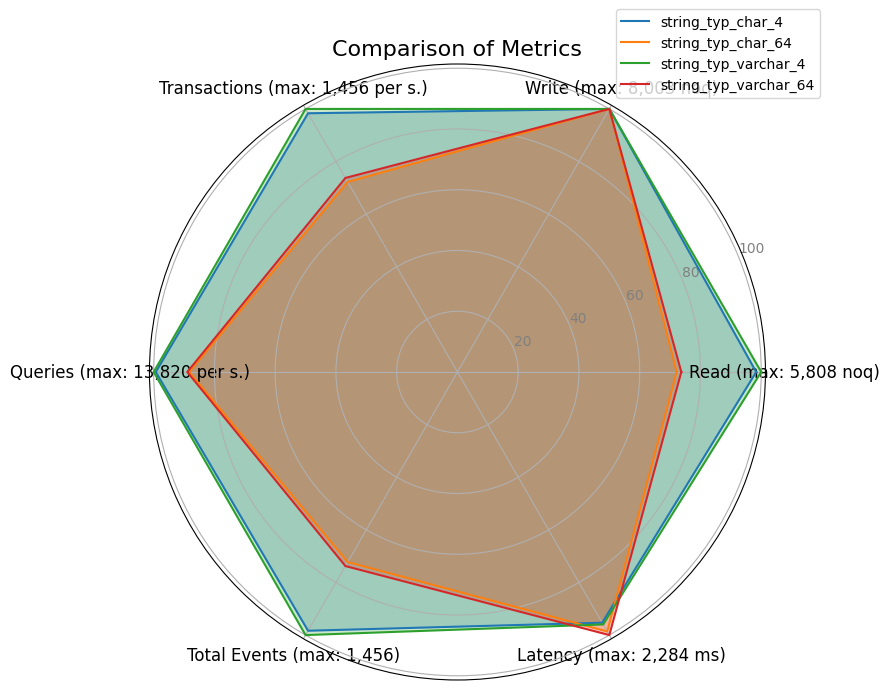 string_typ_char_4
string_typ_char_64
string_typ_varchar_4
string_typ_varchar_64
Comparison of Metrics
Transactions (max: 1,456 per s.)
Write (max:
100
80
60
40
20
Queries (max: 13,820 per s.)
Read (max: 5,808 noq)
Total Events (max: 1,456)
Latency (max: 2,284 ms)